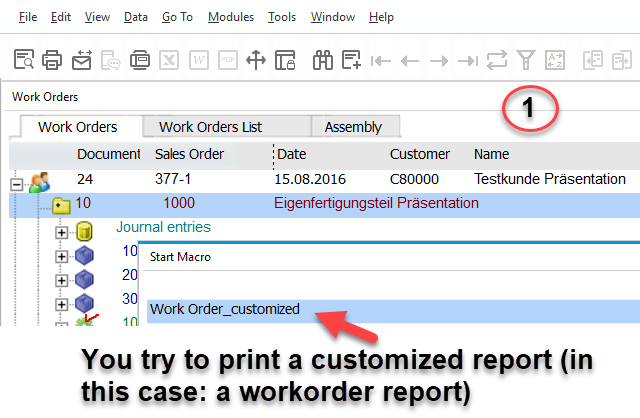 File Edit View Data Go To Modules Tools Window Help
Work Orders
1
Work Orders Work Orders List Assembly
Document Sales Order Date Customer Name
24 377-1 15.08.2016 C80000 Testkunde Präsentation
10 1000 Eigenfertigungsteil Präsentation
Journal entries
10
Start Macro
20
30
Work Order_customized
10
You try to print a customized report (in
this case: a workorder report)